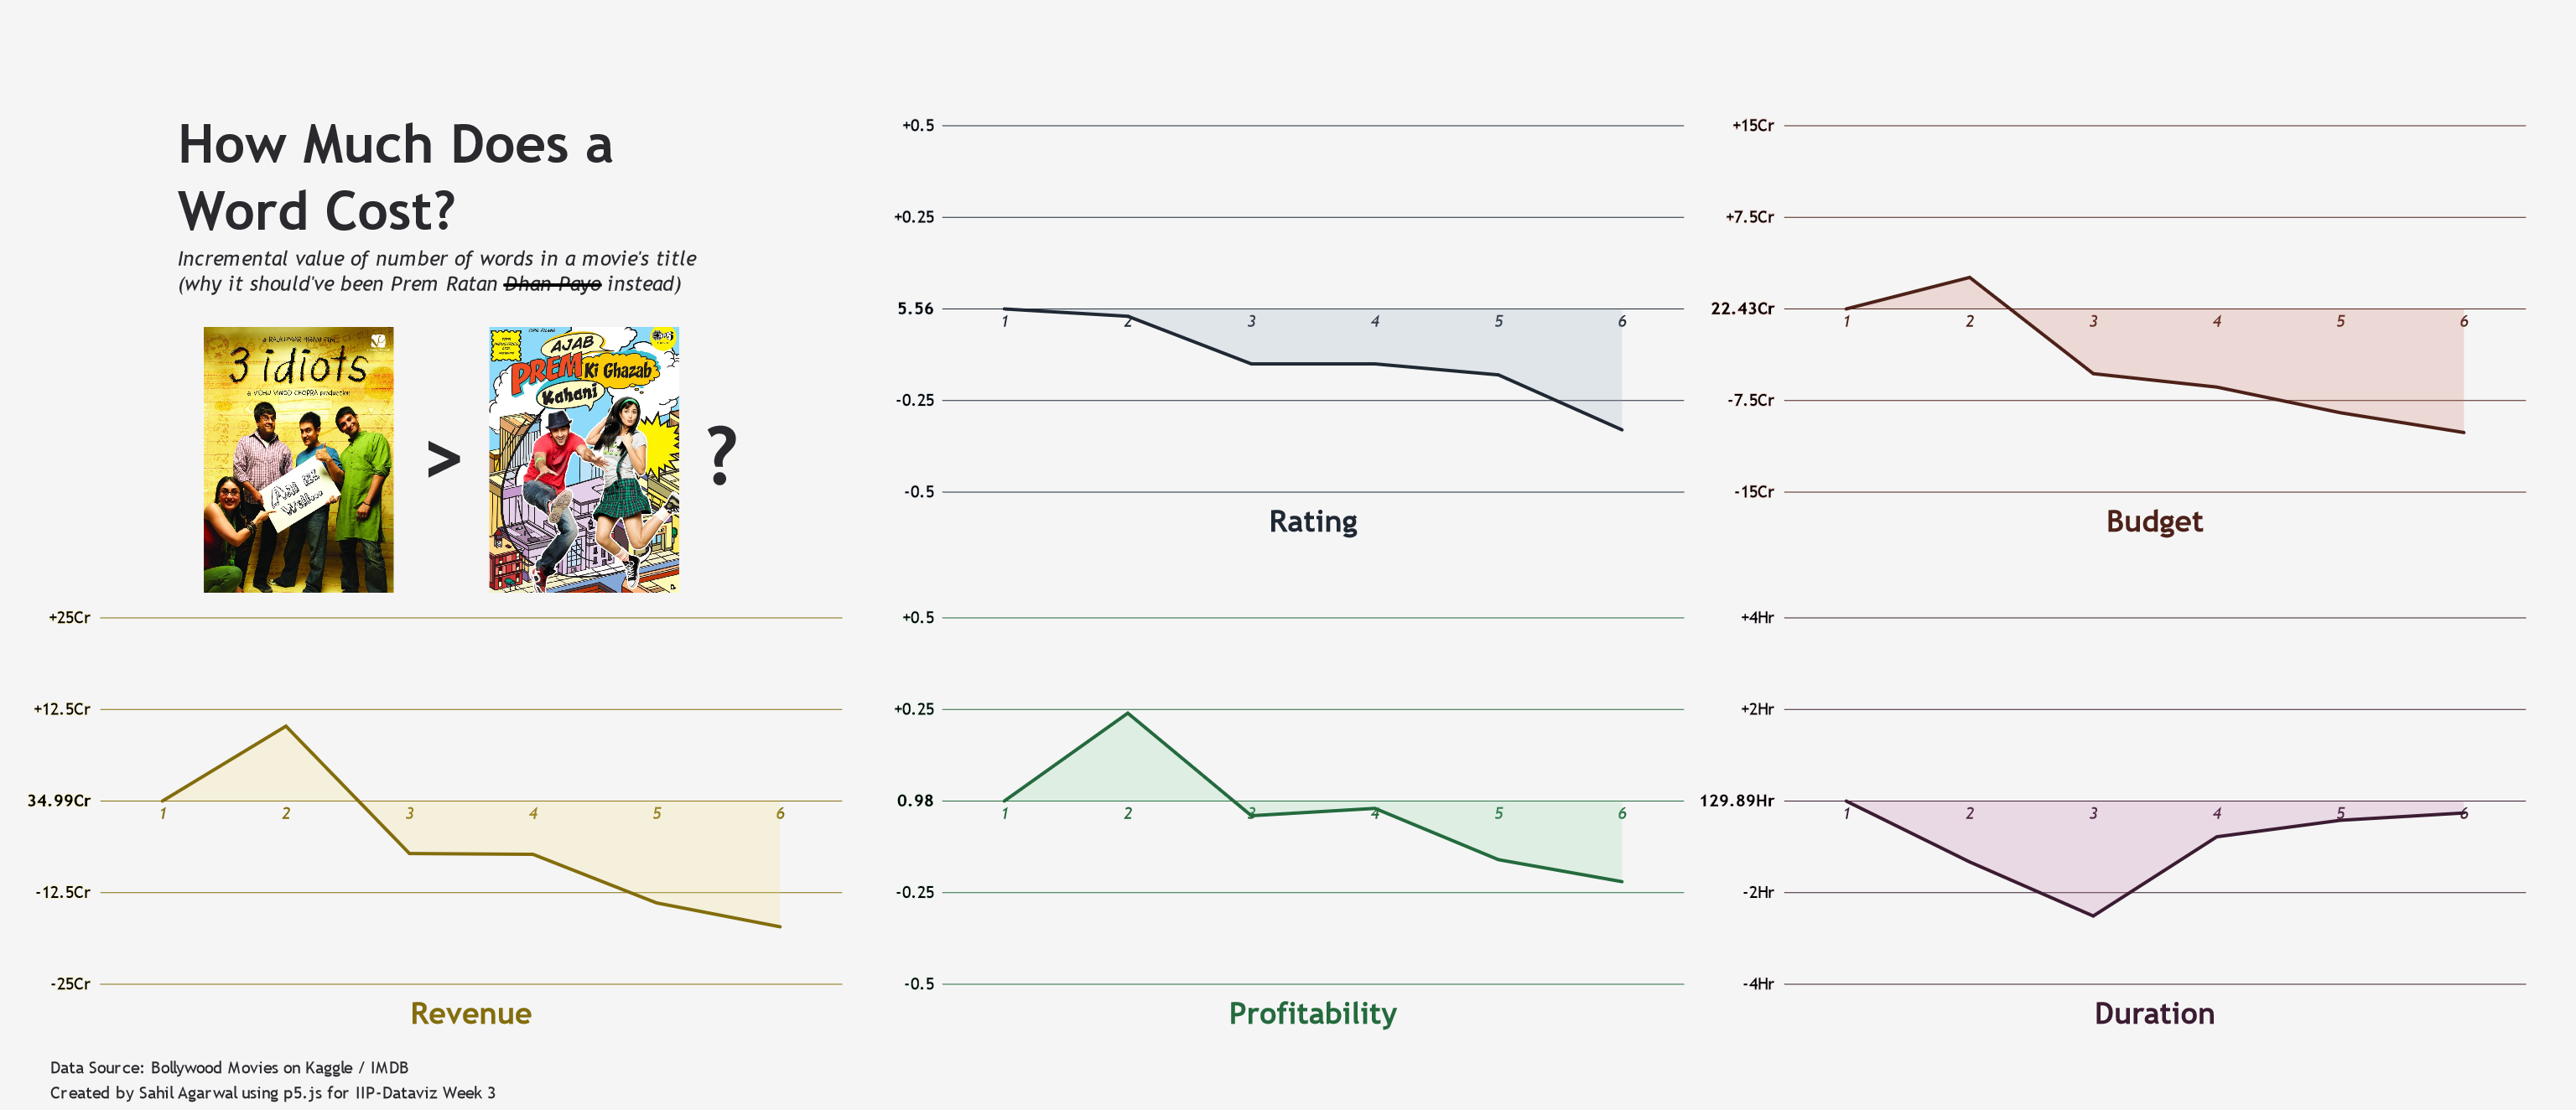 How Much Does a
Word Cost?
Incremental value of number of words in a movie's title
(why it should've been Prem Ratan Dhan Payo instead)
3 idiots
a VIDHU VINOD CHOPRA production
>
AJAB
PREM Ki Ghazab
Kahani
?
+0.5
+0.25
5.56
1 2 3 4 5 6
-0.25
-0.5
Rating
+15Cr
+7.5Cr
22.43Cr
1 2 3 4 5 6
-7.5Cr
-15Cr
Budget
+25Cr
+12.5Cr
34.99Cr
1 2 3 4 5 6
-12.5Cr
-25Cr
Revenue
+0.5
+0.25
0.98
1 2 3 4 5 6
-0.25
-0.5
Profitability
+4Hr
+2Hr
129.89Hr
1 2 3 4 5 6
-2Hr
-4Hr
Duration
Data Source: Bollywood Movies on Kaggle / IMDB
Created by Sahil Agarwal using p5.js for IIP-Dataviz Week 3